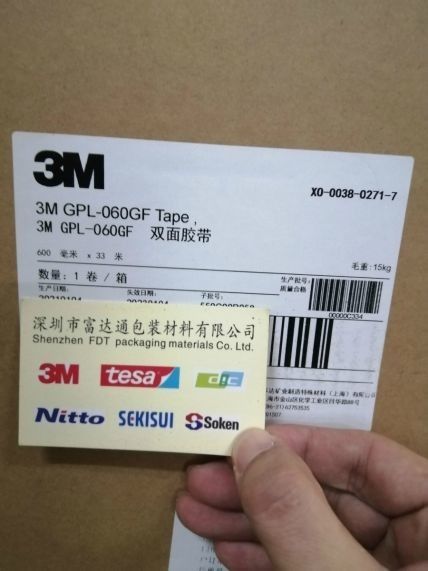 3M
XO-0038-0271-7
3M GPL-060GF Tape,
3M GPL-060GF 双面胶带
600 毫米 x 33 米
毛重:15kg
数量:1 卷/箱
生产日期: 失效日期: 子批号:
生产批号:
质量合格
00000C334
深圳市富达通包装材料有限公司
Shenzhen FDT packaging materials Co. Ltd.
3M tesa dic
Nitto SEKISUI Soken